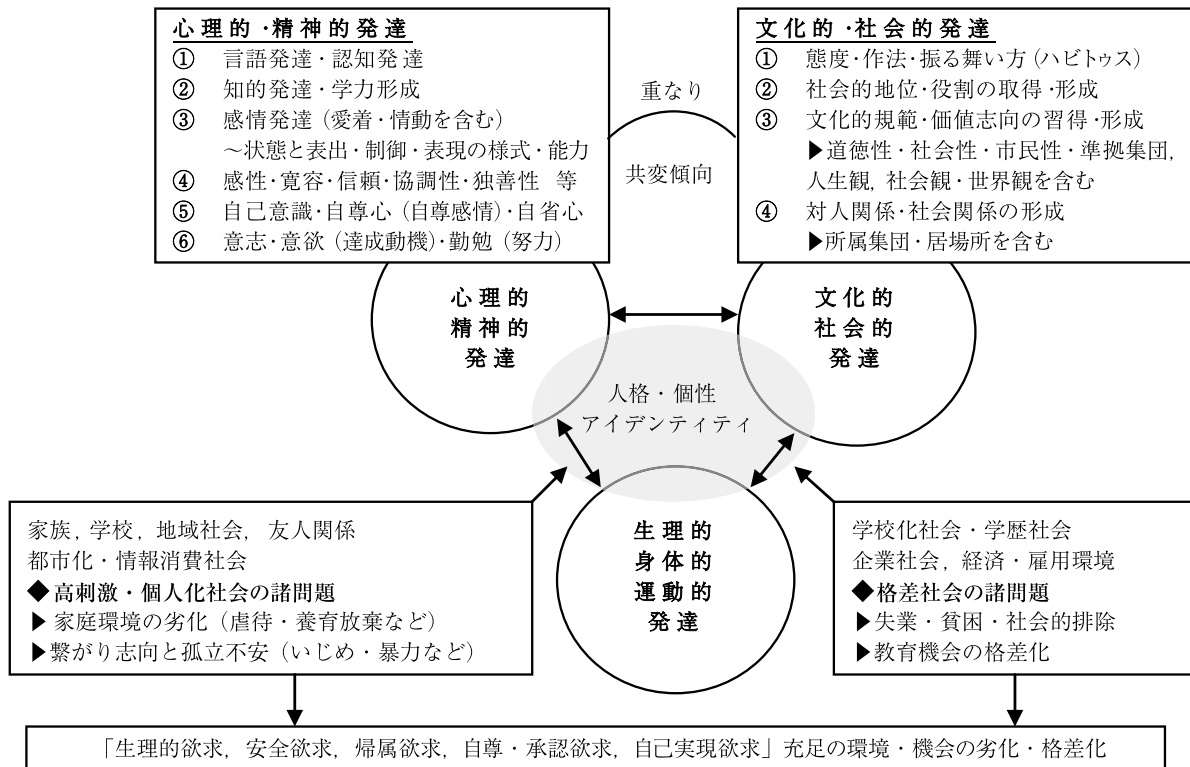 心理的・精神的発達
① 言語発達・認知発達
② 知的発達・学力形成
③ 感情発達（愛着・情動を含む）
～状態と表出・制御・表現の様式・能力
④ 感性・寛容・信頼・協調性・独善性 等
⑤ 自己意識・自尊心（自尊感情）・自省心
⑥ 意志・意欲（達成動機）・勤勉（努力）
重なり
共変傾向
文化的・社会的発達
① 態度・作法・振る舞い方（ハビトゥス）
② 社会的地位・役割の取得・形成
③ 文化的規範・価値志向の習得・形成
▶道徳性・社会性・市民性・準拠集団，
人生観，社会観・世界観を含む
④ 対人関係・社会関係の形成
▶所属集団・居場所を含む
心理的
精神的
発達
文化的
社会的
発達
人格・個性
アイデンティティ
生理的
身体的
運動的
発達
家族，学校，地域社会，友人関係
都市化・情報消費社会
◆高刺激・個人化社会の諸問題
▶家庭環境の劣化（虐待・養育放棄など）
▶繋がり志向と孤立不安（いじめ・暴力など）
学校化社会・学歴社会
企業社会，経済・雇用環境
◆格差社会の諸問題
▶失業・貧困・社会的排除
▶教育機会の格差化
「生理的欲求，安全欲求，帰属欲求，自尊・承認欲求，自己実現欲求」充足の環境・機会の劣化・格差化